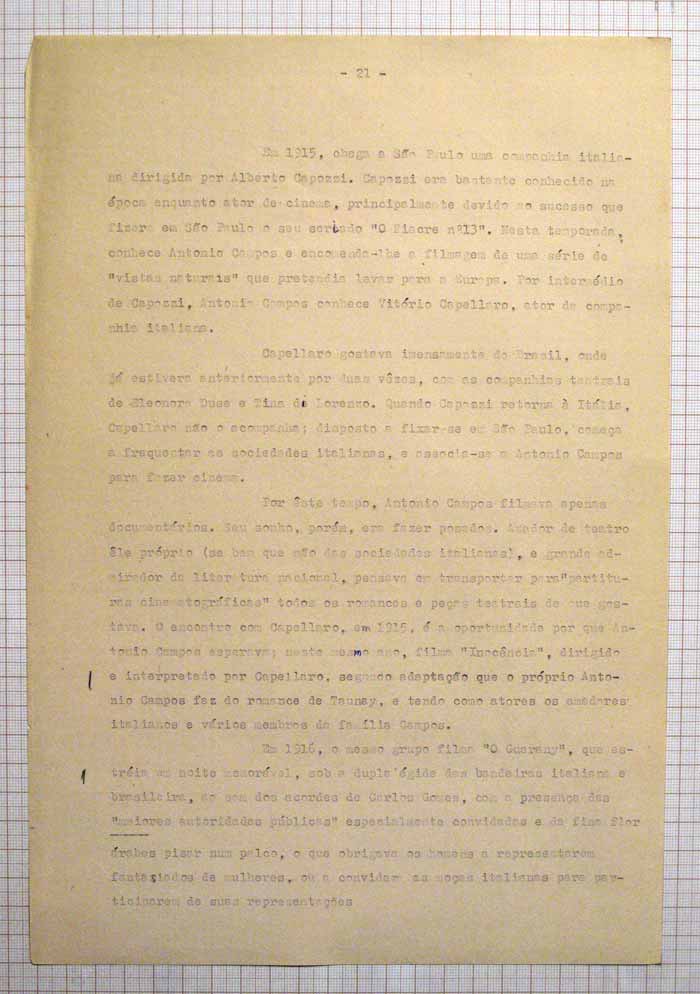 - 21 -
Em 1915, chega a São Paulo uma companhia italia-
na dirigida por Alberto Capozzi. Capozzi era bastante conhecido na
época enquanto ator de cinema, principalmente devido ao sucesso que
fizera em São Paulo o seu seriado "O Fiacre nº13". Nesta temporada,
conhece Antonio Campos e encomenda-lhe a filmagem de uma série de
"vistas naturais" que pretendia levar para a Europa. Por intermédio
de Capozzi, Antonio Campos conhece Vitório Capellaro, ator da compa-
nhia italiana.
Capellaro gostava imensamente do Brasil, onde
já estivera anteriormente por duas vêzes, com as companhias teatrais
de Eleonora Duse e Tina di Lorenzo. Quando Capozzi retorna à Itália,
Capellaro não o acompanha; disposto a fixar-se em São Paulo, começa
a frequentar as sociedades italianas, e associa-se a Antonio Campos
para fazer cinema.
Por êste tempo, Antonio Campos filmava apenas
documentários. Seu sonho, porém, era fazer posados. Amador de teatro
êle próprio (se bem que não das sociedades italianas), e grande ad-
mirador da literatura nacional, pensava em transportar para "partitu-
ras cinematográficas" todos os romances e peças teatrais de que gos-
tava. O encontro com Capellaro, em 1915, é a oportunidade por que An-
tonio Campos esperava; neste mesmo ano, filma "Inocência", dirigido
e interpretado por Capellaro, segundo adaptação que o próprio Anto-
nio Campos faz do romance de Taunay, e tendo como atores os amadores
italianos e vários membros da família Campos.
Em 1916, o mesmo grupo filma "O Guarany", que es-
tréia em noite memorável, sob a dupla égide das bandeiras italiana e
brasileira, ao som dos acordes de Carlos Gomes, com a presença das
"maiores autoridades públicas" especialmente convidadas e da fina flor
árabes pisar num palco, o que obrigava os homens a representarem
fantasiados de mulheres, ou a convidar as moças italianas para par-
ticiparem de suas representações